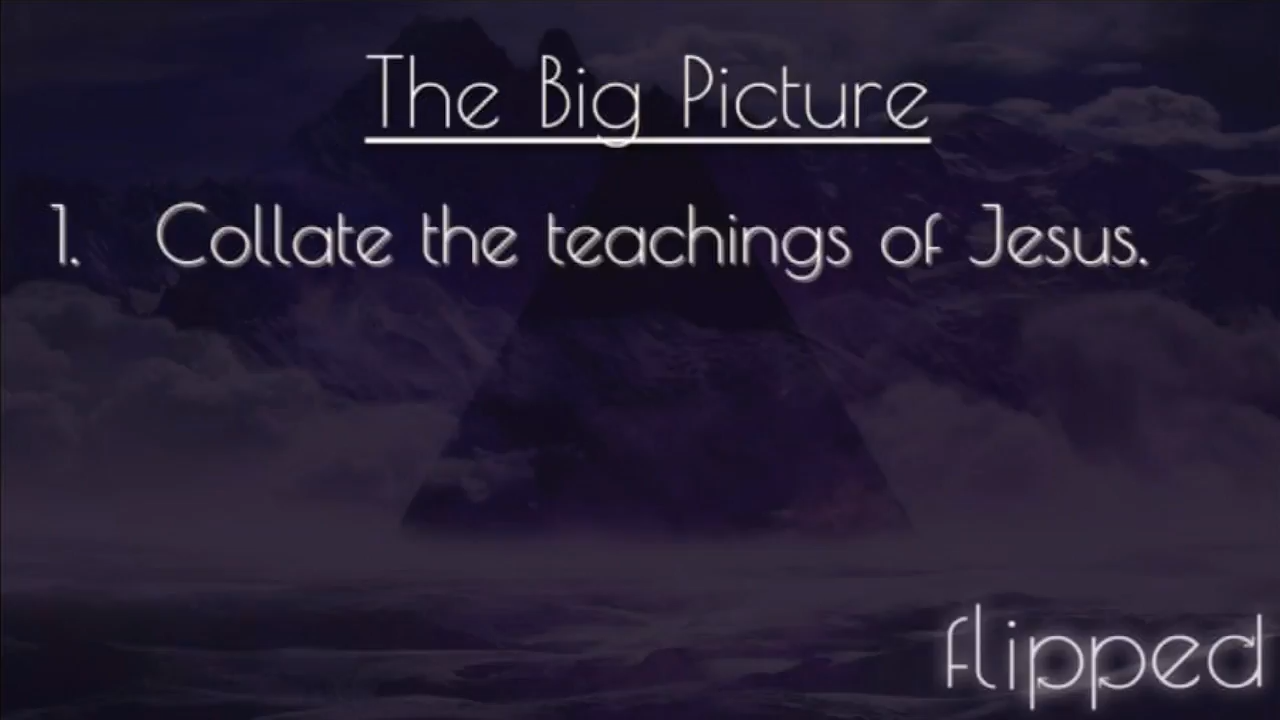 The Big Picture
1. Collate the teachings of Jesus.
flipped